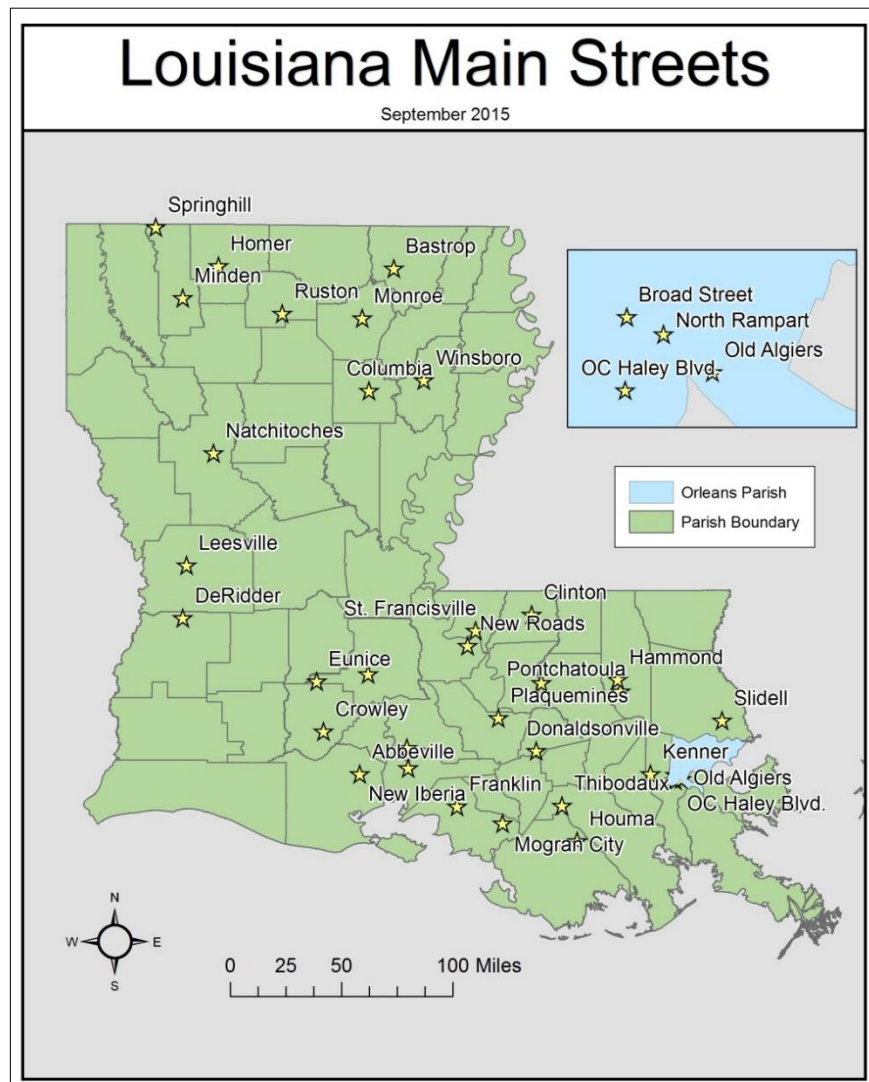 Louisiana Main Streets
September 2015
Springhill
Homer
Bastrop
Minden
Ruston
Monroe
Broad Street
North Rampart
Old Algiers
OC Haley Blvd.
Columbia
Winsboro
Natchitoches
Orleans Parish
Parish Boundary
Leesville
DeRidder
Clinton
St. Francisville
New Roads
Eunice
Pontchatoula
Hammond
Plaquemines
Slidell
Crowley
Donaldsonville
Abbeville
Kenner
New Iberia
Franklin
Thibodaux
Old Algiers
OC Haley Blvd.
Houma
Mogran City
N
W
E
S
0 25 50 100 Miles